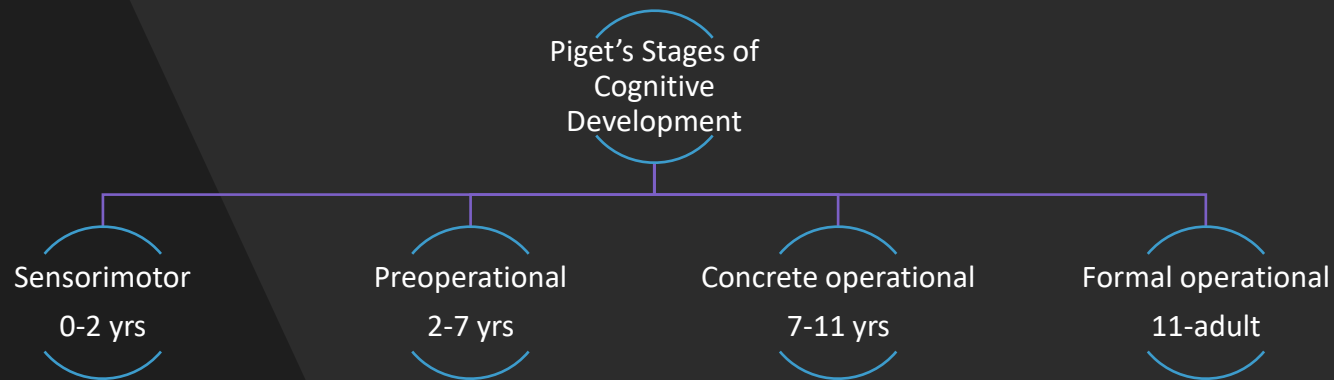 Piget’s Stages of
Cognitive
Development
Sensorimotor
0-2 yrs
Preoperational
2-7 yrs
Concrete operational
7-11 yrs
Formal operational
11-adult